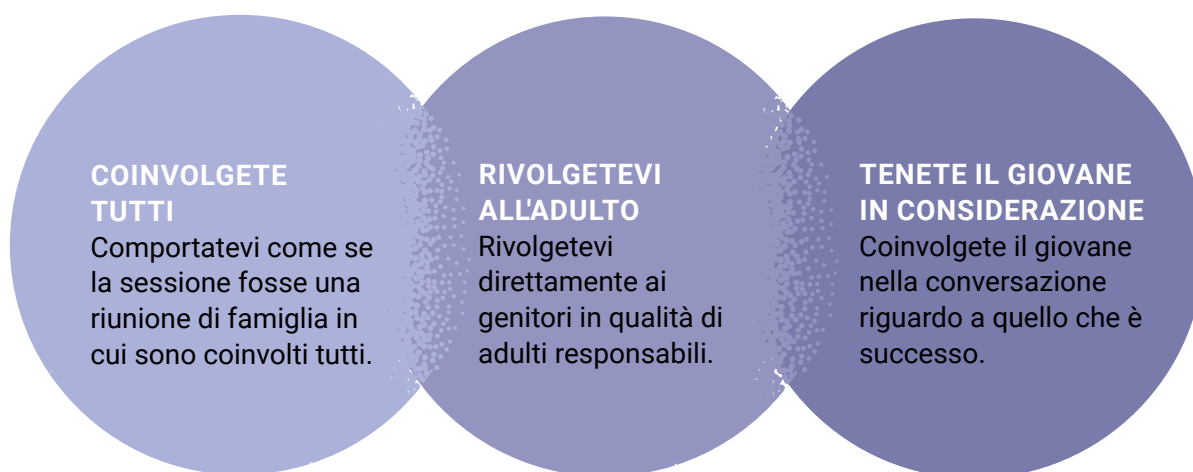 COINVOLGETE
TUTTI
Comportatevi come se
la sessione fosse una
riunione di famiglia in
cui sono coinvolti tutti.
RIVOLGETEVI
ALL'ADULTO
Rivolgetevi
direttamente ai
genitori in qualità di
adulti responsabili.
TENETE IL GIOVANE
IN CONSIDERAZIONE
Coinvolgete il giovane
nella conversazione
riguardo a quello che è
successo.